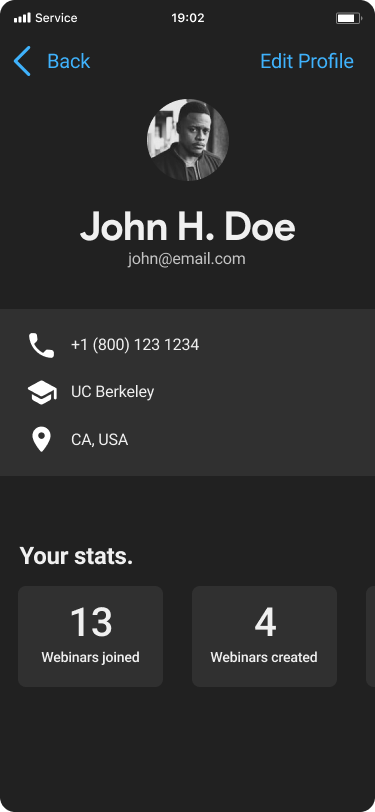 Service 19:02
Back Edit Profile
John H. Doe
john@email.com
+1 (800) 123 1234
UC Berkeley
CA, USA
Your stats.
13 4
Webinars joined Webinars created